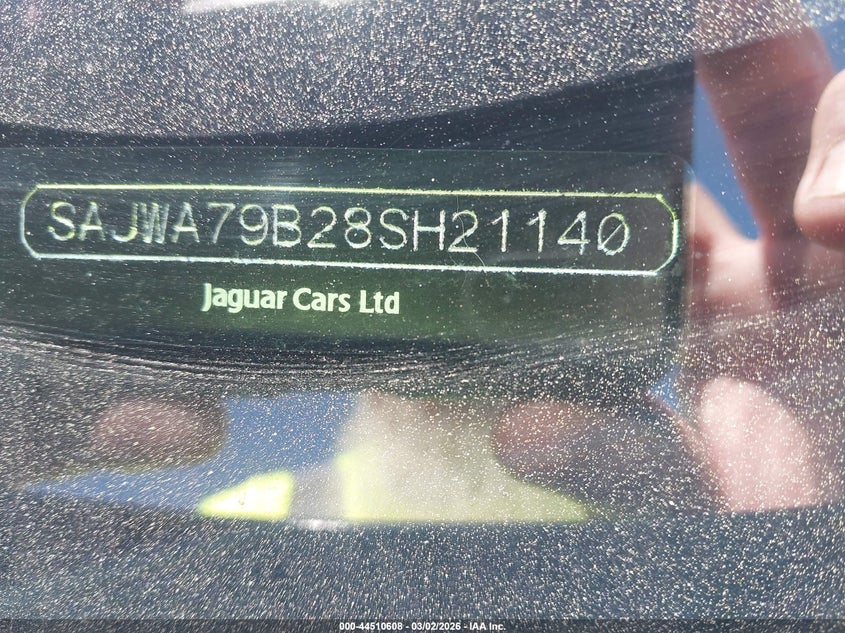 SAJWA79B28SH21140
Jaguar Cars Ltd
000-44510608 - 03/02/2026 - IAA Inc.